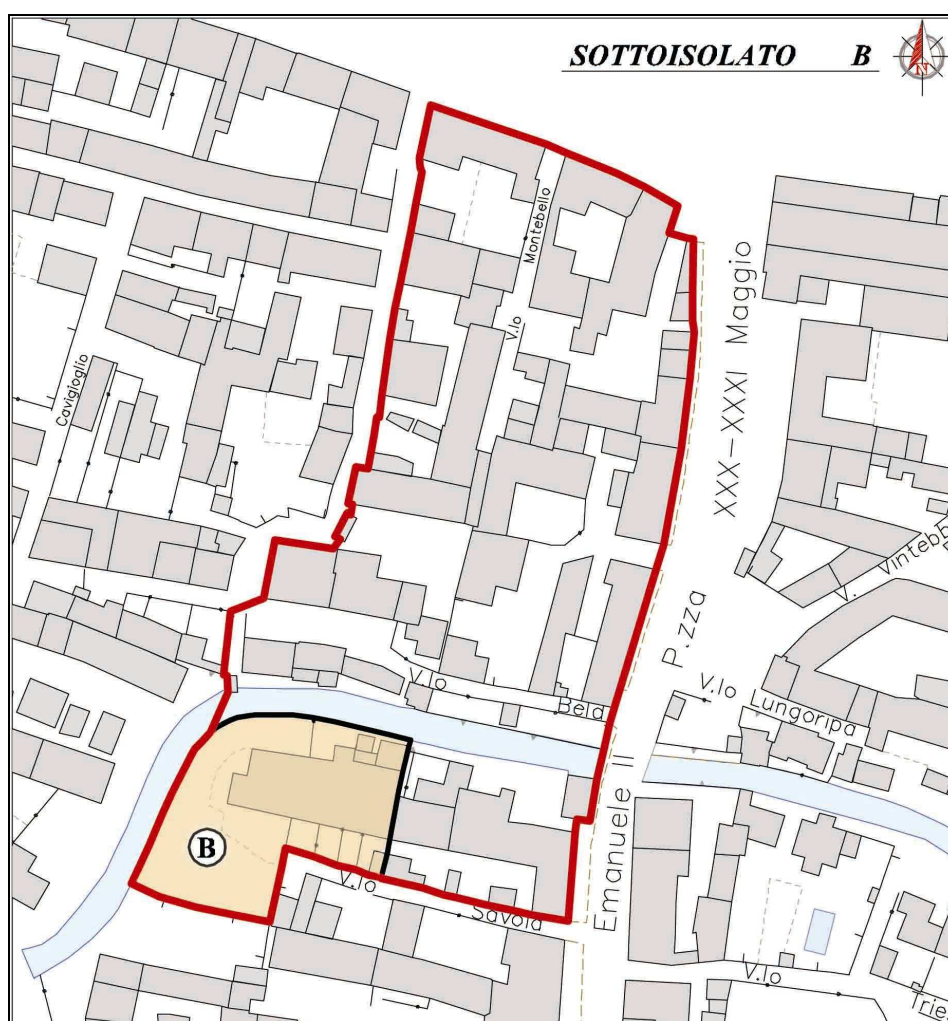 SOTTOISOLATO B
N
Montebello
V.lo
XXX-XXXI Maggio
P.zza
Cavigioglio
V. Vintebb
V.lo
Bela
V.lo
Lungoripa
B
V.lo
Savoia
Emanuele II
V.lo
Trie